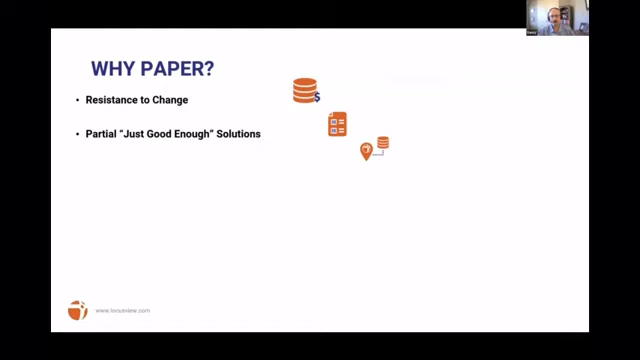 WHY PAPER?
• Resistance to Change
$
• Partial "Just Good Enough" Solutions
www.locusview.com